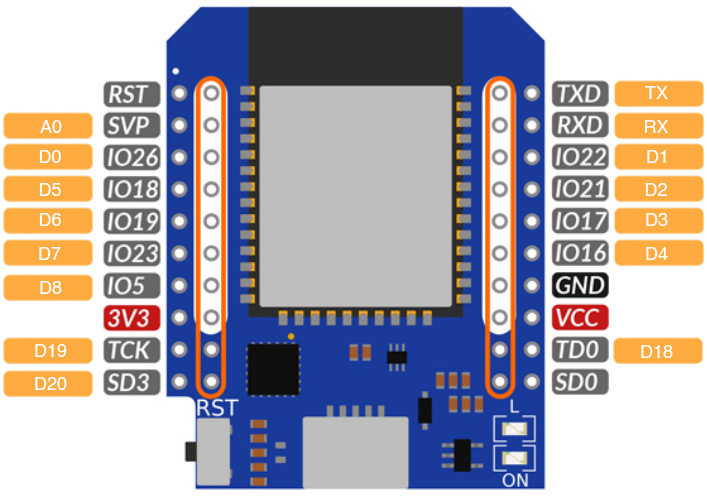 RST TXD TX
A0 SVP RXD RX
D0 IO26 IO22 D1
D5 IO18 IO21 D2
D6 IO19 IO17 D3
D7 IO23 IO16 D4
D8 IO5 GND
3V3 VCC
D19 TCK TD0 D18
D20 SD3 SD0
RST L
ON